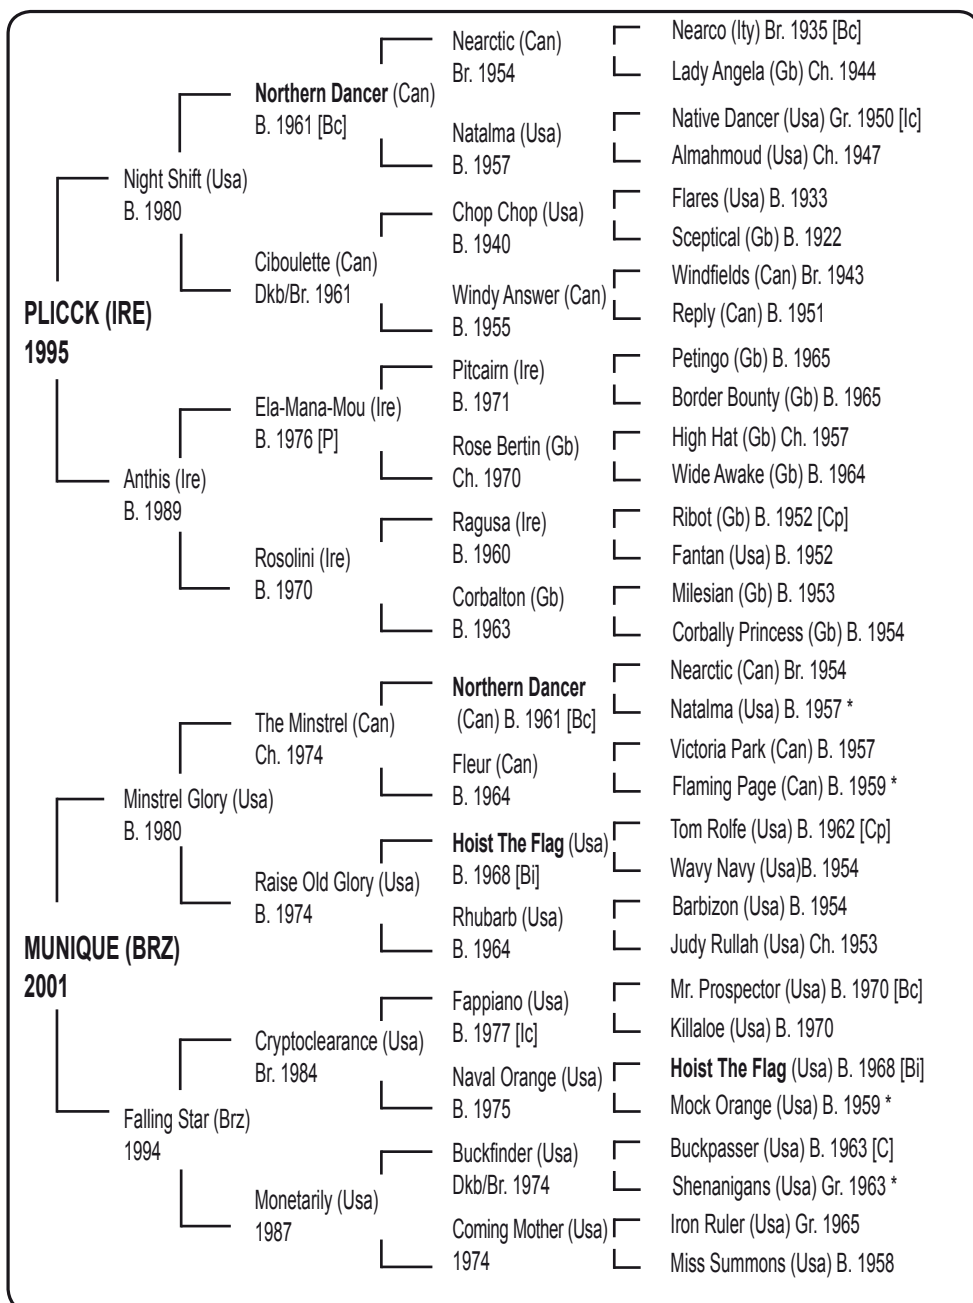 Nearctic (Can)
Br. 1954
Nearco (Ity) Br. 1935 [Bc]
Lady Angela (Gb) Ch. 1944
Northern Dancer (Can)
B. 1961 [Bc]
Natalma (Usa)
B. 1957
Native Dancer (Usa) Gr. 1950 [Ic]
Almahmoud (Usa) Ch. 1947
Night Shift (Usa)
B. 1980
Chop Chop (Usa)
B. 1940
Flares (Usa) B. 1933
Sceptical (Gb) B. 1922
Ciboulette (Can)
Dkb/Br. 1961
Windy Answer (Can)
B. 1955
Windfields (Can) Br. 1943
Reply (Can) B. 1951
PLICCK (IRE)
1995
Pitcairn (Ire)
B. 1971
Petingo (Gb) B. 1965
Border Bounty (Gb) B. 1965
Ela-Mana-Mou (Ire)
B. 1976 [P]
Rose Bertin (Gb)
Ch. 1970
High Hat (Gb) Ch. 1957
Wide Awake (Gb) B. 1964
Anthis (Ire)
B. 1989
Ragusa (Ire)
B. 1960
Ribot (Gb) B. 1952 [Cp]
Fantan (Usa) B. 1952
Rosolini (Ire)
B. 1970
Corbalton (Gb)
B. 1963
Milesian (Gb) B. 1953
Corbally Princess (Gb) B. 1954
Northern Dancer
(Can) B. 1961 [Bc]
Nearctic (Can) Br. 1954
Natalma (Usa) B. 1957 *
The Minstrel (Can)
Ch. 1974
Fleur (Can)
B. 1964
Victoria Park (Can) B. 1957
Flaming Page (Can) B. 1959 *
Minstrel Glory (Usa)
B. 1980
Hoist The Flag (Usa)
B. 1968 [Bi]
Tom Rolfe (Usa) B. 1962 [Cp]
Wavy Navy (Usa)B. 1954
Raise Old Glory (Usa)
B. 1974
Rhubarb (Usa)
B. 1964
Barbizon (Usa) B. 1954
Judy Rullah (Usa) Ch. 1953
MUNIQUE (BRZ)
2001
Fappiano (Usa)
B. 1977 [Ic]
Mr. Prospector (Usa) B. 1970 [Bc]
Killaloe (Usa) B. 1970
Cryptoclearance (Usa)
Br. 1984
Naval Orange (Usa)
B. 1975
Hoist The Flag (Usa) B. 1968 [Bi]
Mock Orange (Usa) B. 1959 *
Falling Star (Brz)
1994
Buckfinder (Usa)
Dkb/Br. 1974
Buckpasser (Usa) B. 1963 [C]
Shenanigans (Usa) Gr. 1963 *
Monetarily (Usa)
1987
Coming Mother (Usa)
1974
Iron Ruler (Usa) Gr. 1965
Miss Summons (Usa) B. 1958